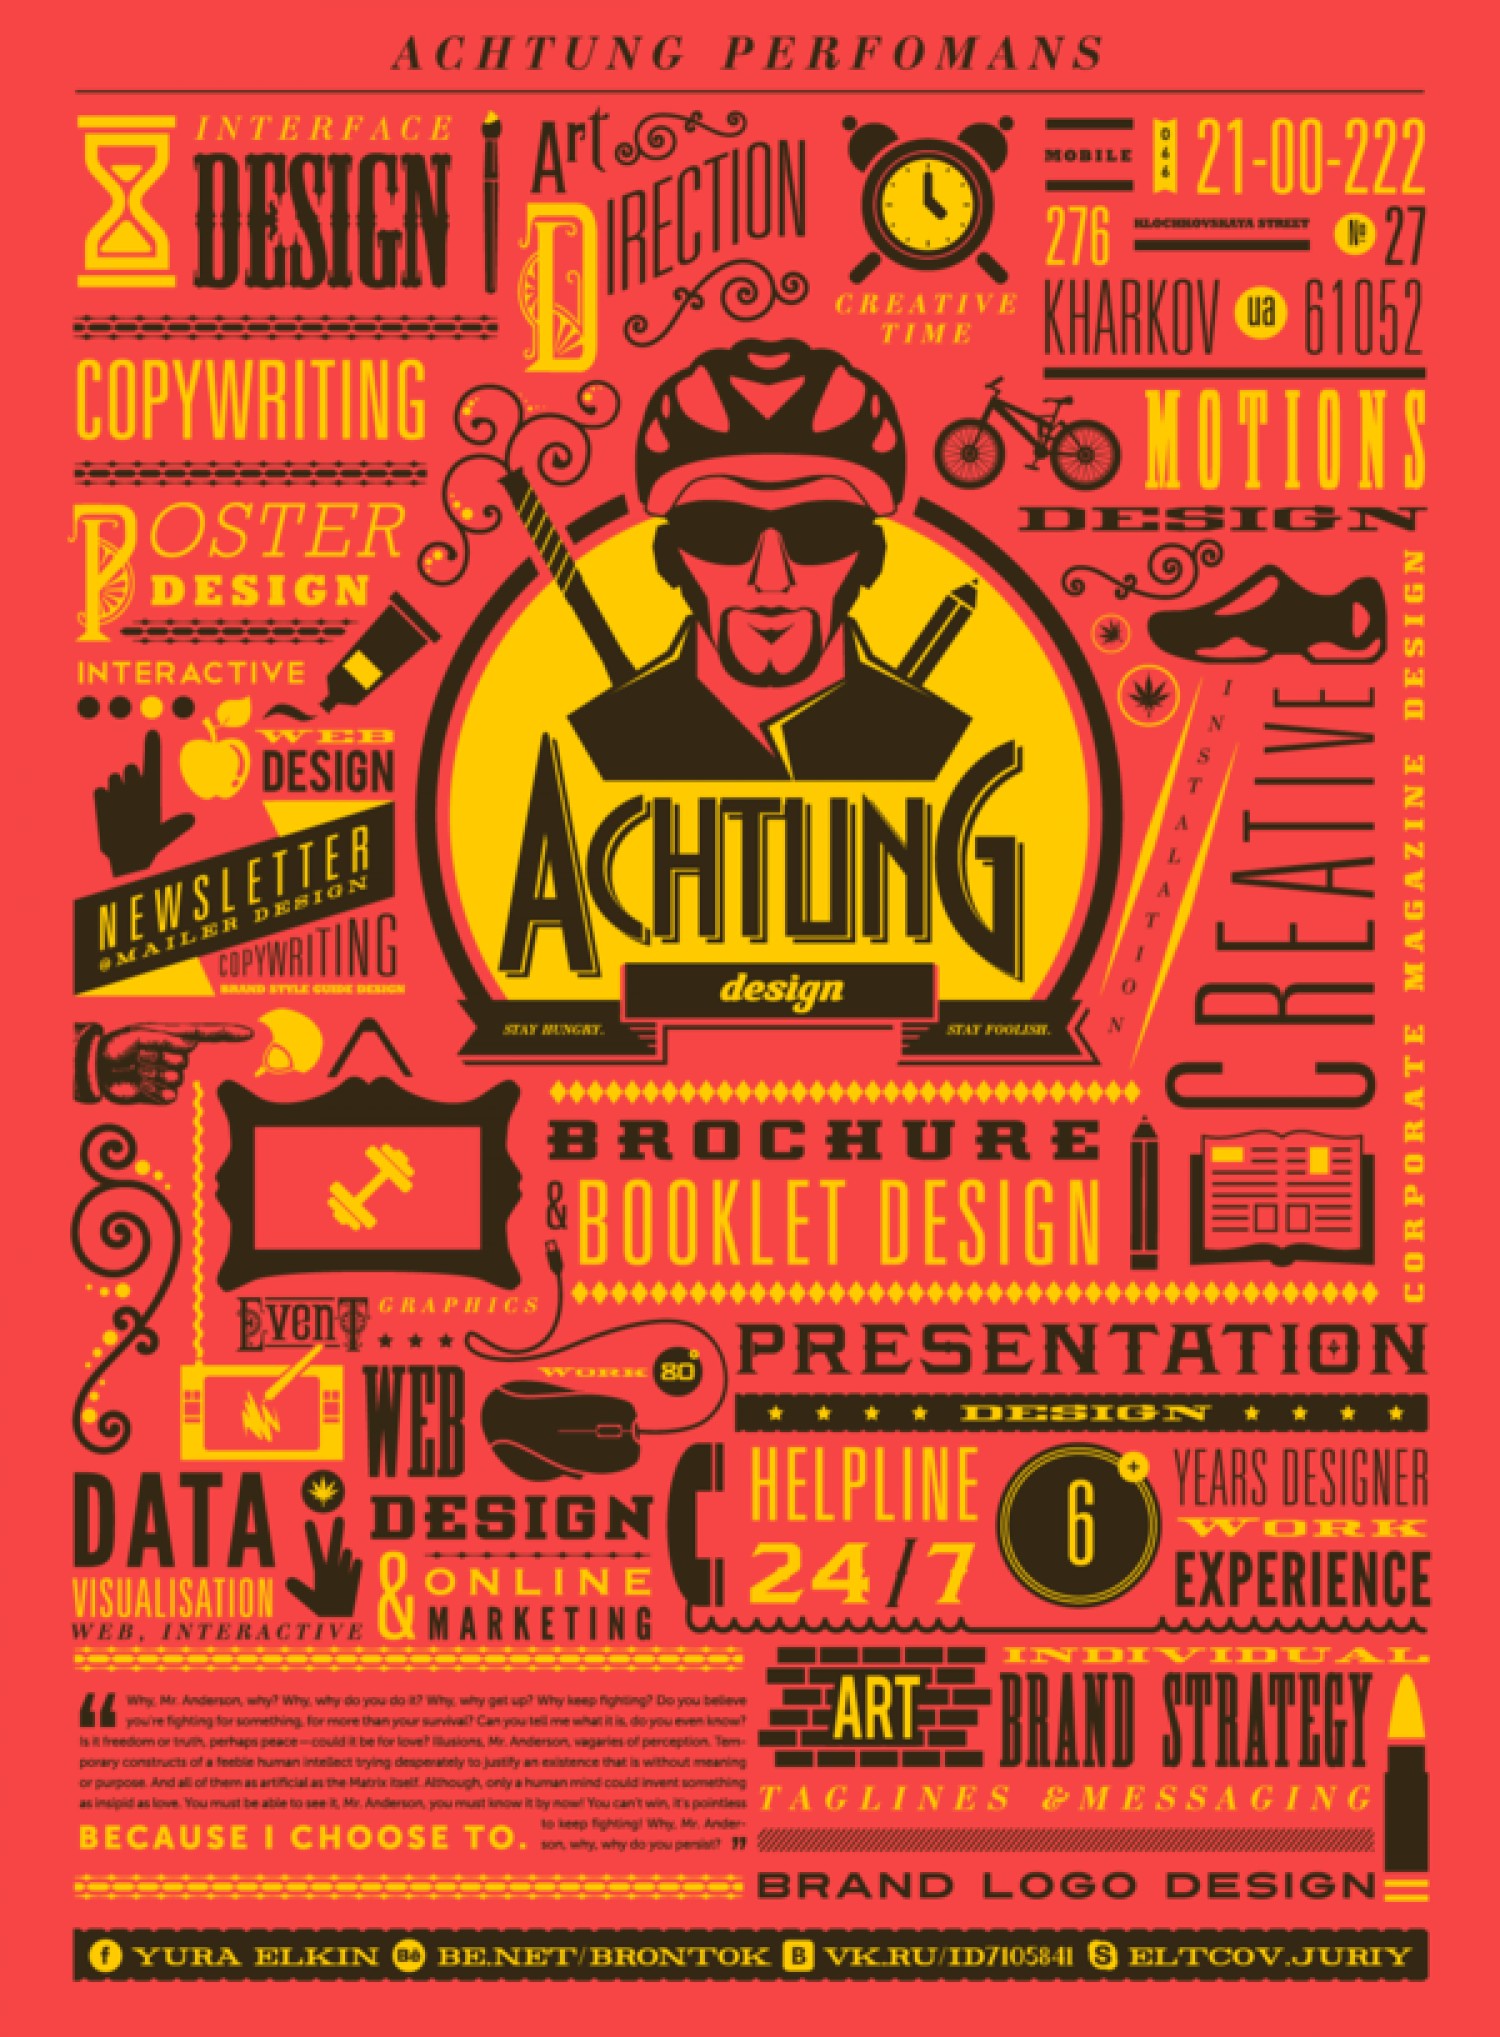 ACHTUNG PERFOMANS
INTERFACE
DESIGN
Art
DIRECTION
CREATIVE
TIME
MOBILE
066
21-00-222
276
KLOCHKOVSKAYA STREET
№
27
KHARKOV
ua
61052
COPYWRITING
MOTIONS
DESIGN
POSTER
DESIGN
INTERACTIVE
WEB
DESIGN
NEWSLETTER
@MAILER DESIGN
COPYWRITING
BRAND STYLE GUIDE DESIGN
ACHTUNG
design
STAY HUNGRY.
STAY FOOLISH.
INSTALATION
CREATIVE
CORPORATE MAGAZINE DESIGN
BROCHURE
& BOOKLET DESIGN
EVENT
GRAPHICS
WORK
80°
PRESENTATION
DESIGN
WEB
DESIGN
& ONLINE
MARKETING
DATA
VISUALISATION
WEB, INTERACTIVE
HELPLINE
24/7
6
+
YEARS DESIGNER
WORK
EXPERIENCE
“ Why, Mr. Anderson, why? Why, why do you do it? Why, why get up? Why keep fighting? Do you believe
you're fighting for something, for more than your survival? Can you tell me what it is, do you even know?
Is it freedom or truth, perhaps peace—could it be for love? Illusions, Mr. Anderson, vagaries of perception. Tem-
porary constructs of a feeble human intellect trying desperately to justify an existence that is without meaning
or purpose. And all of them as artificial as the Matrix itself. Although, only a human mind could invent something
as insipid as love. You must be able to see it, Mr. Anderson, you must know it by now! You can't win, it's pointless
to keep fighting! Why, Mr. Ander-
son, why, why do you persist? ”
BECAUSE I CHOOSE TO.
ART
INDIVIDUAL
BRAND STRATEGY
TAGLINES & MESSAGING
BRAND LOGO DESIGN
f YURA ELKIN Bē BE.NET/BRONTOK B VK.RU/ID7105841 S ELTCOV.JURIY